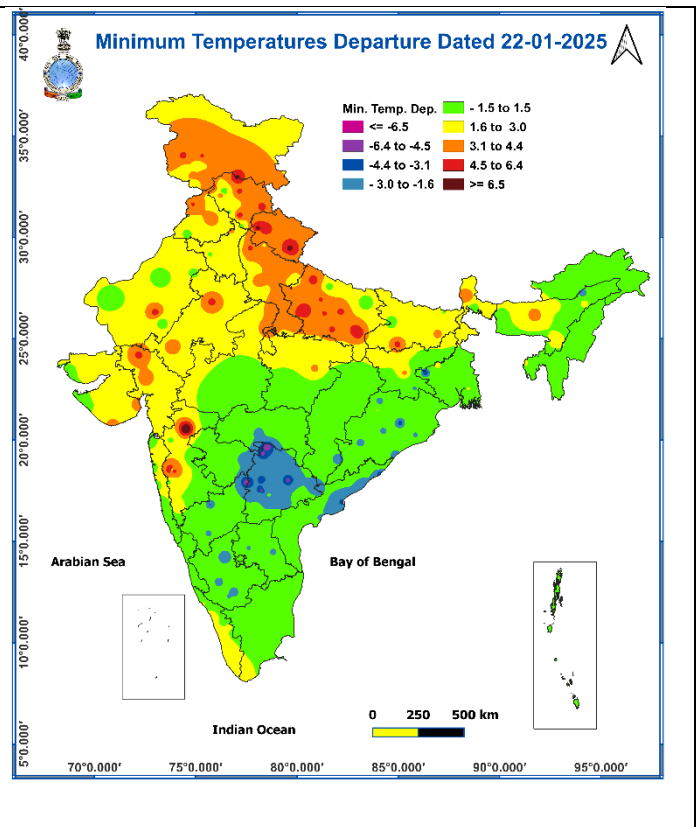 Minimum Temperatures Departure Dated 22-01-2025
Min. Temp. Dep.
<= -6.5
-6.4 to -4.5
-4.4 to -3.1
- 3.0 to -1.6
- 1.5 to 1.5
1.6 to 3.0
3.1 to 4.4
4.5 to 6.4
>= 6.5
40°0.000'
35°0.000'
30°0.000'
25°0.000'
20°0.000'
15°0.000'
10°0.000'
5°0.000'
Arabian Sea
Bay of Bengal
Indian Ocean
0 250 500 km
70°0.000' 75°0.000' 80°0.000' 85°0.000' 90°0.000' 95°0.000'